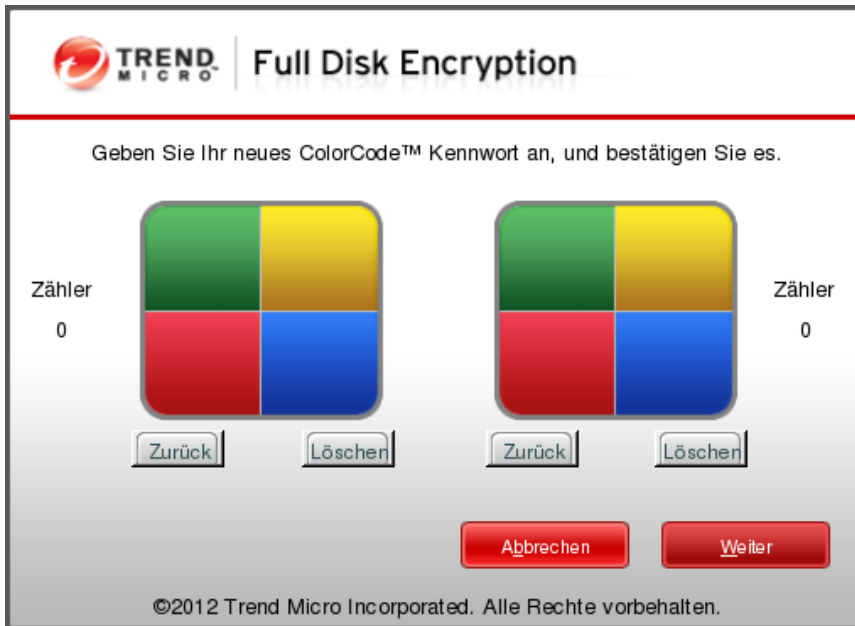 TREND MICRO™ Full Disk Encryption
Geben Sie Ihr neues ColorCode™ Kennwort an, und bestätigen Sie es.
Zähler
0
Zähler
0
Zurück Löschen
Zurück Löschen
Abbrechen Weiter
©2012 Trend Micro Incorporated. Alle Rechte vorbehalten.